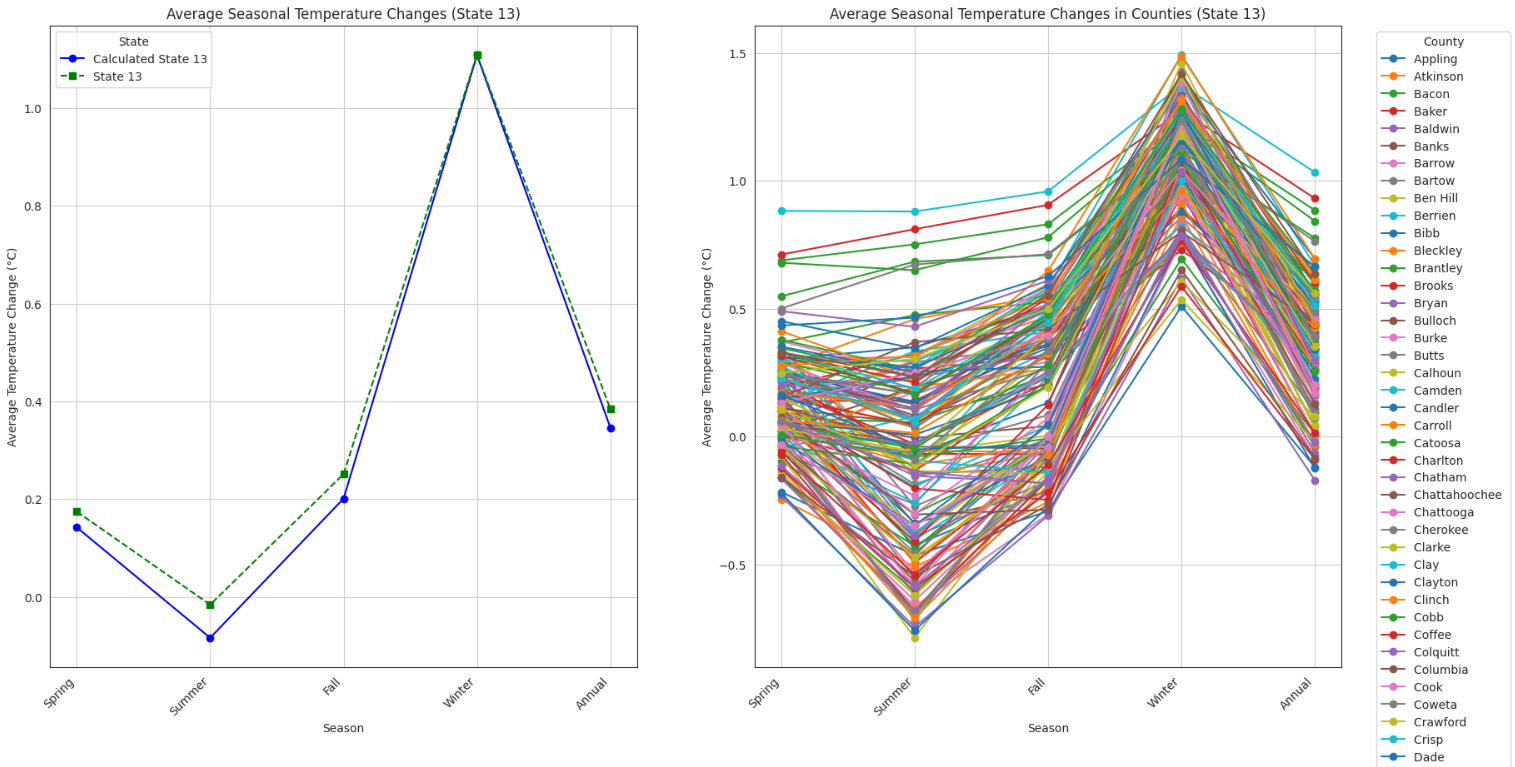 Average Seasonal Temperature Changes (State 13)
State
Calculated State 13
State 13
1.0
0.8
0.6
0.4
0.2
0.0
Average Temperature Change (°C)
Spring
Summer
Fall
Winter
Annual
Season
Average Seasonal Temperature Changes in Counties (State 13)
1.5
1.0
0.5
0.0
−0.5
Average Temperature Change (°C)
Spring
Summer
Fall
Winter
Annual
Season
County
Appling
Atkinson
Bacon
Baker
Baldwin
Banks
Barrow
Bartow
Ben Hill
Berrien
Bibb
Bleckley
Brantley
Brooks
Bryan
Bulloch
Burke
Butts
Calhoun
Camden
Candler
Carroll
Catoosa
Charlton
Chatham
Chattahoochee
Chattooga
Cherokee
Clarke
Clay
Clayton
Clinch
Cobb
Coffee
Colquitt
Columbia
Cook
Coweta
Crawford
Crisp
Dade